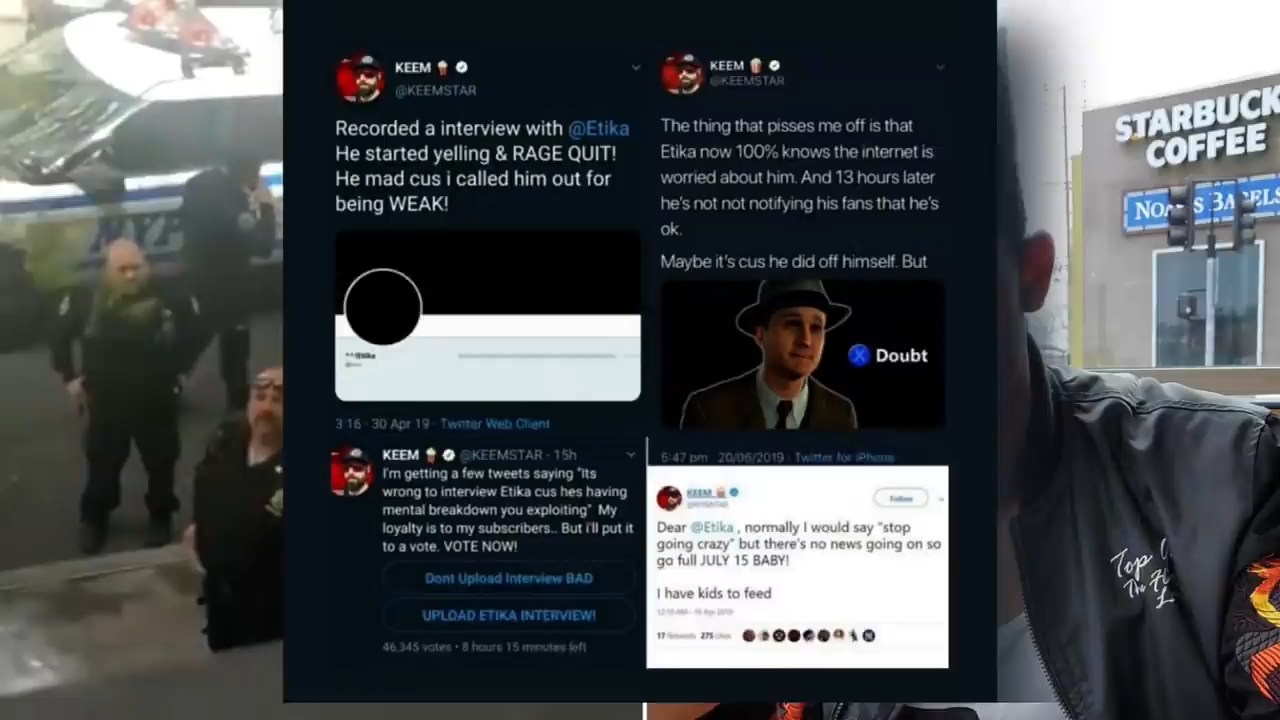 KEEM
@KEEMSTAR
Recorded a interview with @Etika
He started yelling & RAGE QUIT!
He mad cus i called him out for
being WEAK!
3:16 · 30 Apr 19 · Twitter Web Client
KEEM
@KEEMSTAR
The thing that pisses me off is that
Etika now 100% knows the internet is
worried about him. And 13 hours later
he's not not notifying his fans that he's
ok.
Maybe it's cus he did off himself. But
X Doubt
5:47 pm · 20/06/2019 · Twitter for iPhone
KEEM @KEEMSTAR · 15h
I'm getting a few tweets saying "Its
wrong to interview Etika cus hes having
mental breakdown you exploiting" My
loyalty is to my subscribers.. But i'll put it
to a vote. VOTE NOW!
Dont Upload Interview BAD
UPLOAD ETIKA INTERVIEW!
46,345 votes · 8 hours 15 minutes left
KEEM
Follow
Dear @Etika , normally I would say "stop
going crazy" but there's no news going on so
go full JULY 15 BABY!
I have kids to feed
17 Retweets 275 Likes
STARBUCKS
COFFEE
NOAH'S BAGELS
Top
The